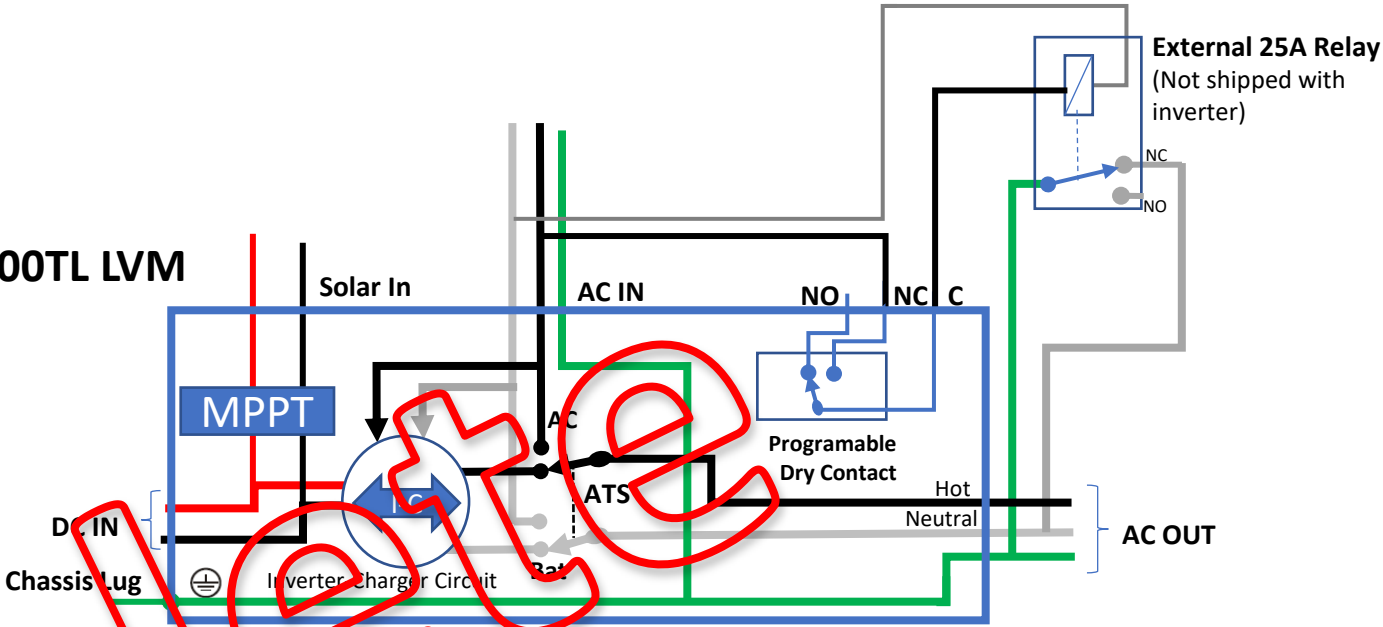 External 25A Relay
(Not shipped with
inverter)
NC
NO
00TL LVM
Solar In
AC IN
NO
NC
C
MPPT
AC
Programable
Dry Contact
ATS
Hot
Neutral
DC IN
AC OUT
Chassis Lug
Inverter Charger Circuit
Bat